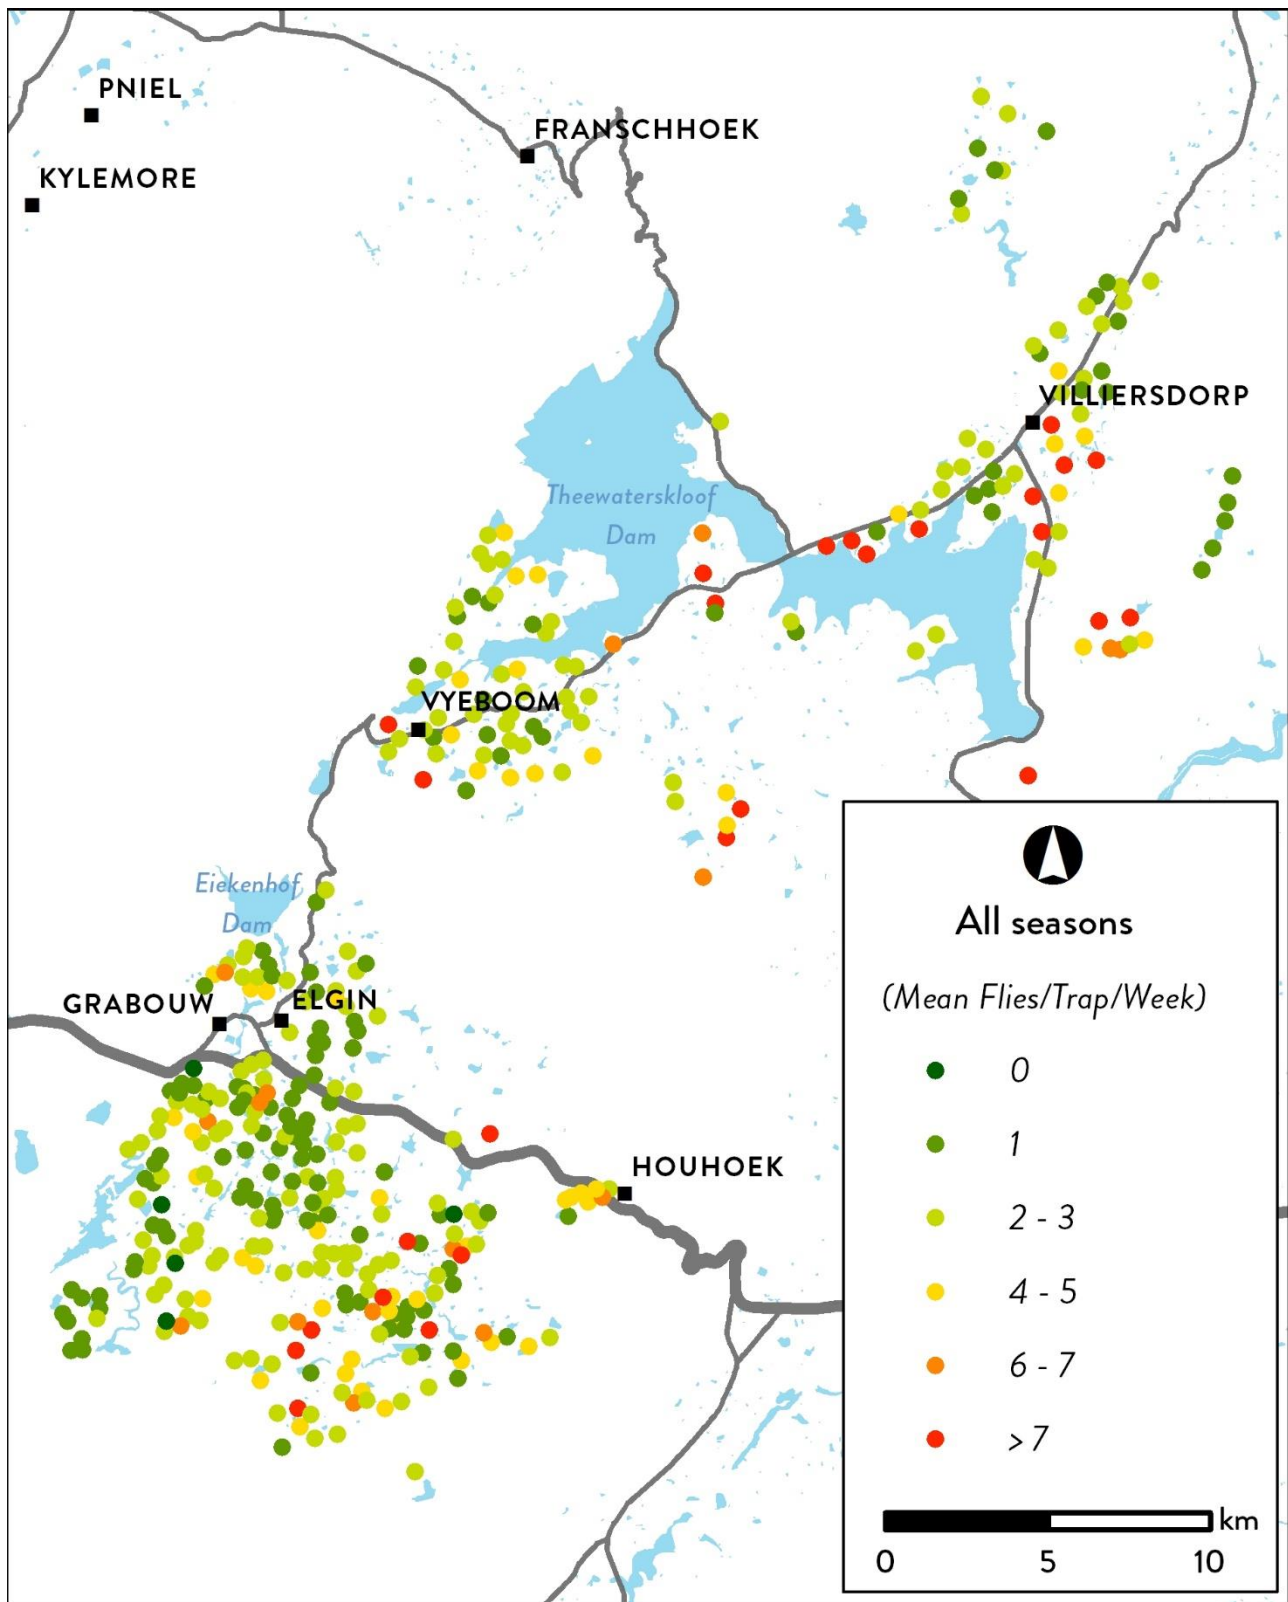 PNIEL
FRANSCHHOEK
KYLEMORE
VILLIERSDORP
Theewaterskloof
Dam
VYEBOOM
Eiekenhof
Dam
GRABOUW
ELGIN
HOUHOEK
All seasons
(Mean Flies/Trap/Week)
0
1
2 - 3
4 - 5
6 - 7
>7
km
0 5 10